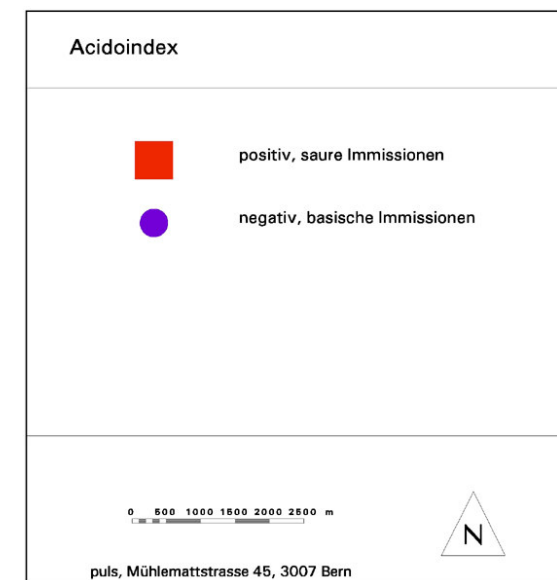 Acidoindex
positiv, saure Immissionen
negativ, basische Immissionen
0 500 1000 1500 2000 2500 m
N
puls, Mühlemattstrasse 45, 3007 Bern